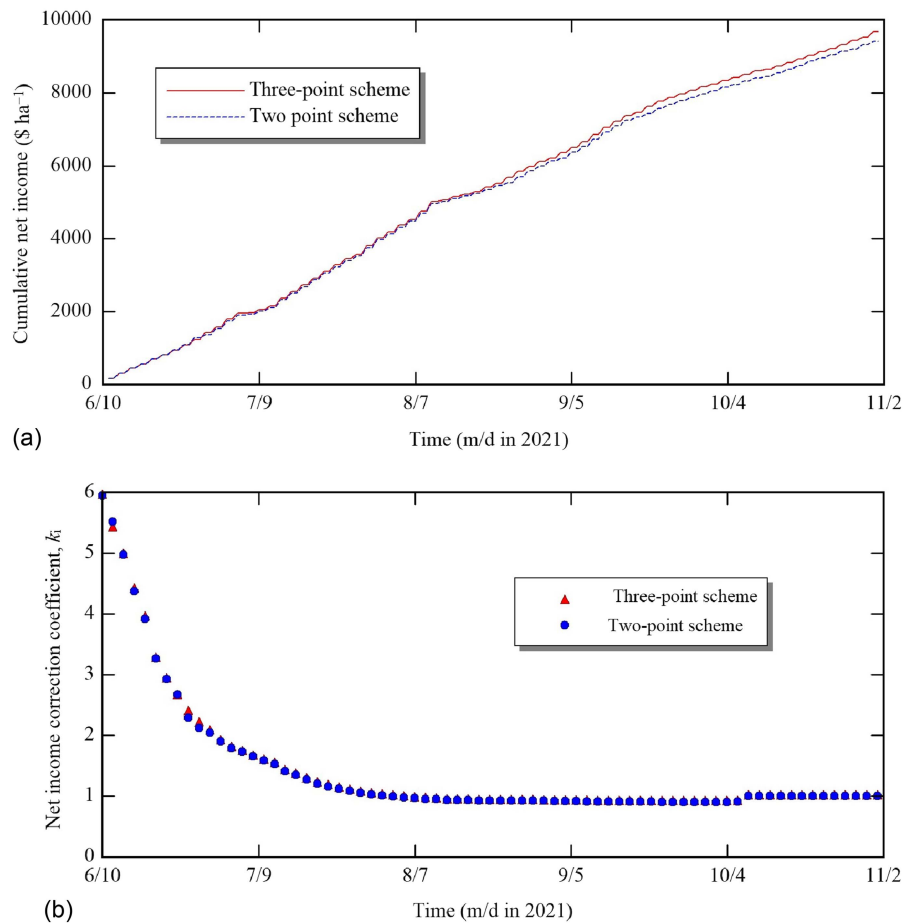 10000
8000
6000
4000
2000
0
Cumulative net income ($ ha⁻¹)
Three-point scheme
Two point scheme
6/10 7/9 8/7 9/5 10/4 11/2
Time (m/d in 2021)
(a)
6
5
4
3
2
1
0
Net income correction coefficient, kᵢ
Three-point scheme
Two-point scheme
6/10 7/9 8/7 9/5 10/4 11/2
Time (m/d in 2021)
(b)